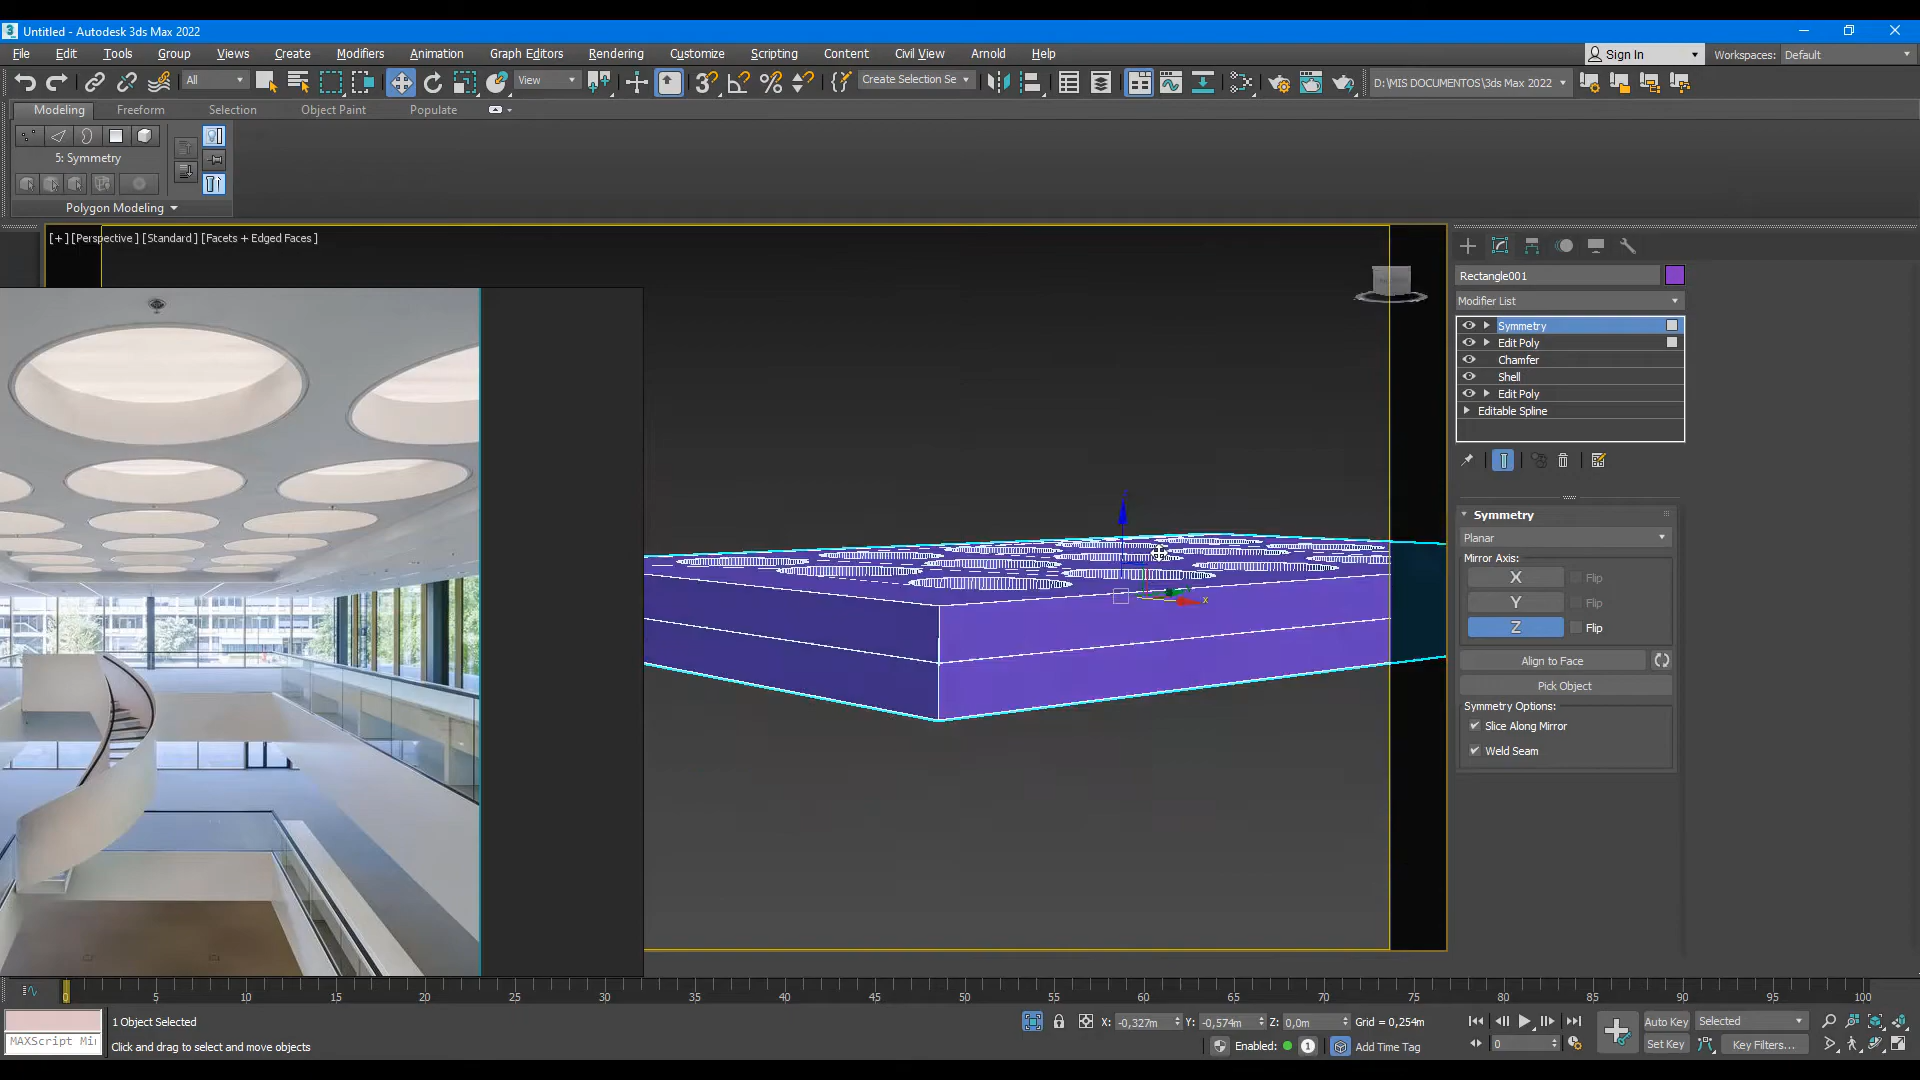 Untitled - Autodesk 3ds Max 2022
File Edit Tools Group Views Create Modifiers Animation Graph Editors Rendering Customize Scripting Content Civil View Arnold Help Sign In Workspaces: Default
All View Create Selection Se D:\MIS DOCUMENTOS\3ds Max 2022
Modeling Freeform Selection Object Paint Populate
5: Symmetry
Polygon Modeling
[+] [Perspective ] [Standard ] [Facets + Edged Faces ]
Rectangle001
Modifier List
Symmetry
Edit Poly
Chamfer
Shell
Edit Poly
Editable Spline
Symmetry
Planar
Mirror Axis:
X Flip
Y Flip
Z Flip
Align to Face
Pick Object
Symmetry Options:
Slice Along Mirror
Weld Seam
x
0 5 10 15 20 25 30 35 40 45 50 55 60 65 70 75 80 85 90 95 100
1 Object Selected X: -0,327m Y: -0,574m Z: 0,0m Grid = 0,254m Auto Key Selected
MAXScript Mi Click and drag to select and move objects Enabled: 1 Add Time Tag 0 Set Key Key Filters...